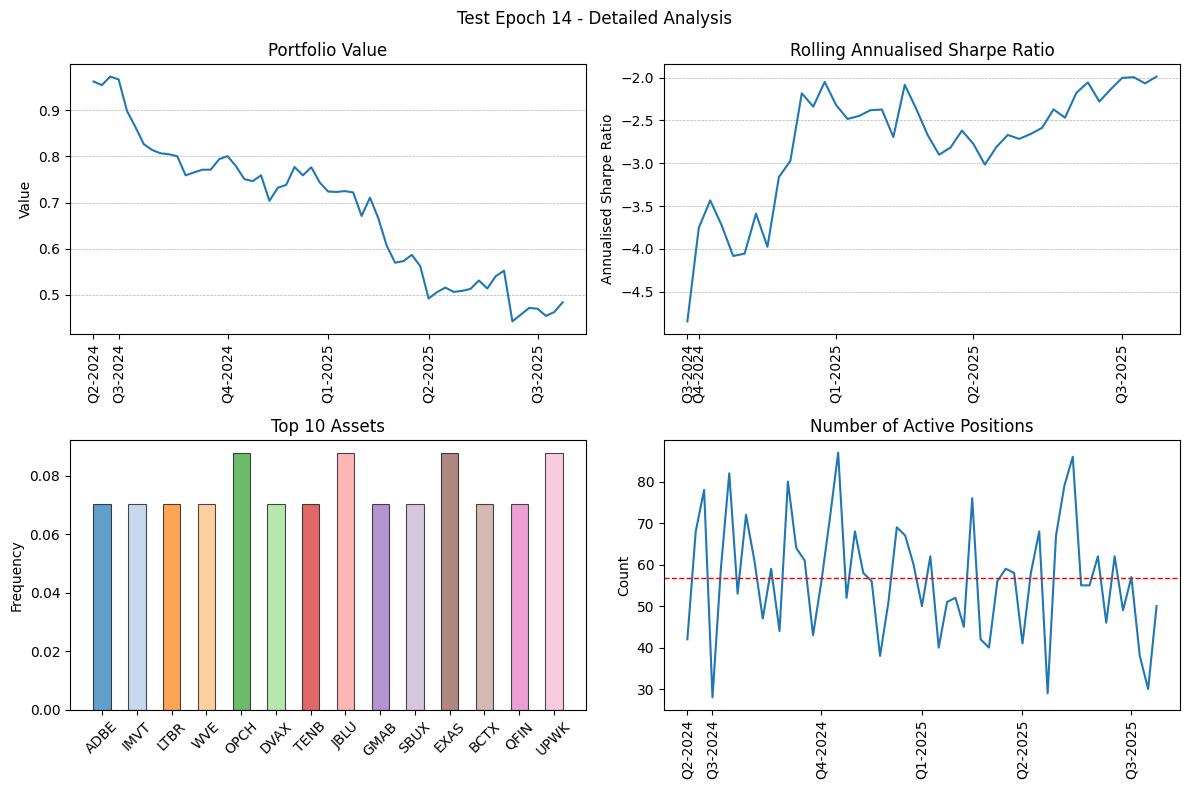 Test Epoch 14 - Detailed Analysis
Portfolio Value
Value
0.9
0.8
0.7
0.6
0.5
Q2-2024
Q3-2024
Q4-2024
Q1-2025
Q2-2025
Q3-2025
Rolling Annualised Sharpe Ratio
Annualised Sharpe Ratio
−2.0
−2.5
−3.0
−3.5
−4.0
−4.5
Q3-2024
Q4-2024
Q1-2025
Q2-2025
Q3-2025
Top 10 Assets
Frequency
0.08
0.06
0.04
0.02
0.00
ADBE
IMVT
LTBR
WVE
OPCH
DVAX
TENB
JBLU
GMAB
SBUX
EXAS
BCTX
QFIN
UPWK
Number of Active Positions
Count
80
70
60
50
40
30
Q2-2024
Q3-2024
Q4-2024
Q1-2025
Q2-2025
Q3-2025